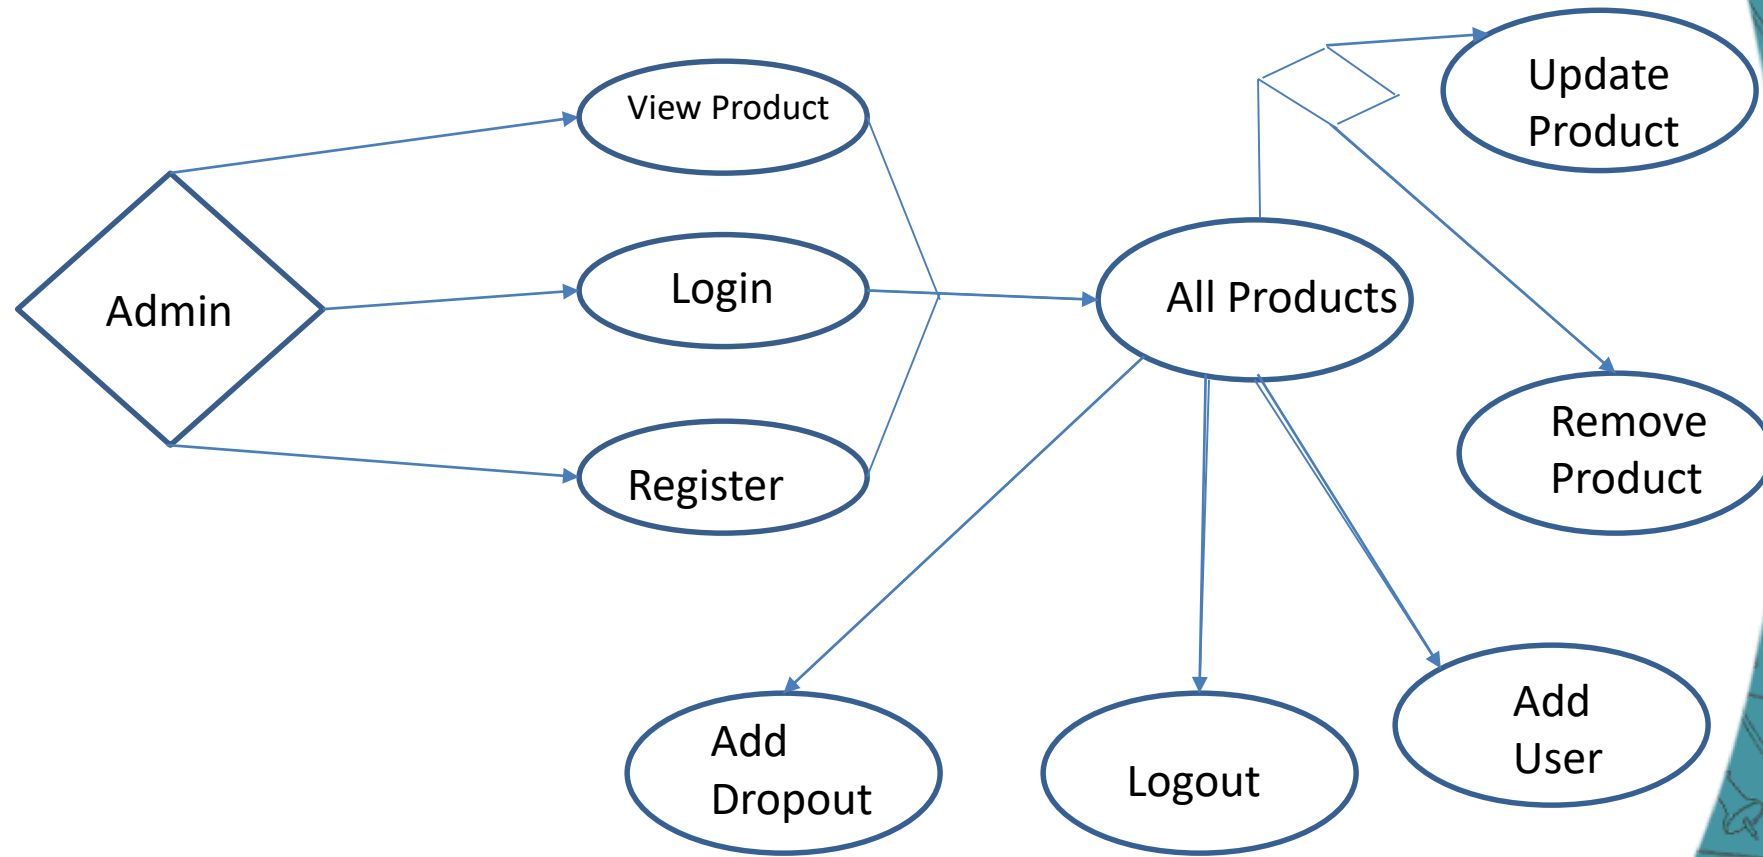 View Product
Update
Product
Admin
Login
All Products
Register
Remove
Product
Add
Dropout
Logout
Add
User